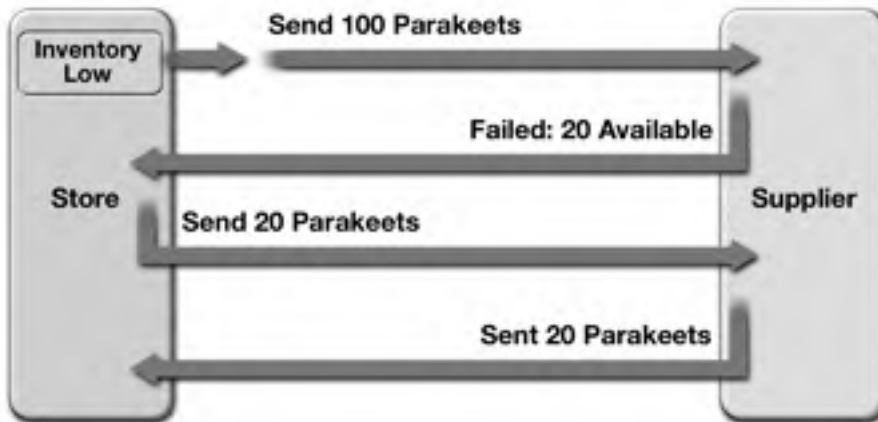 Send 100 Parakeets
Inventory
Low
Failed: 20 Available
Store
Supplier
Send 20 Parakeets
Sent 20 Parakeets